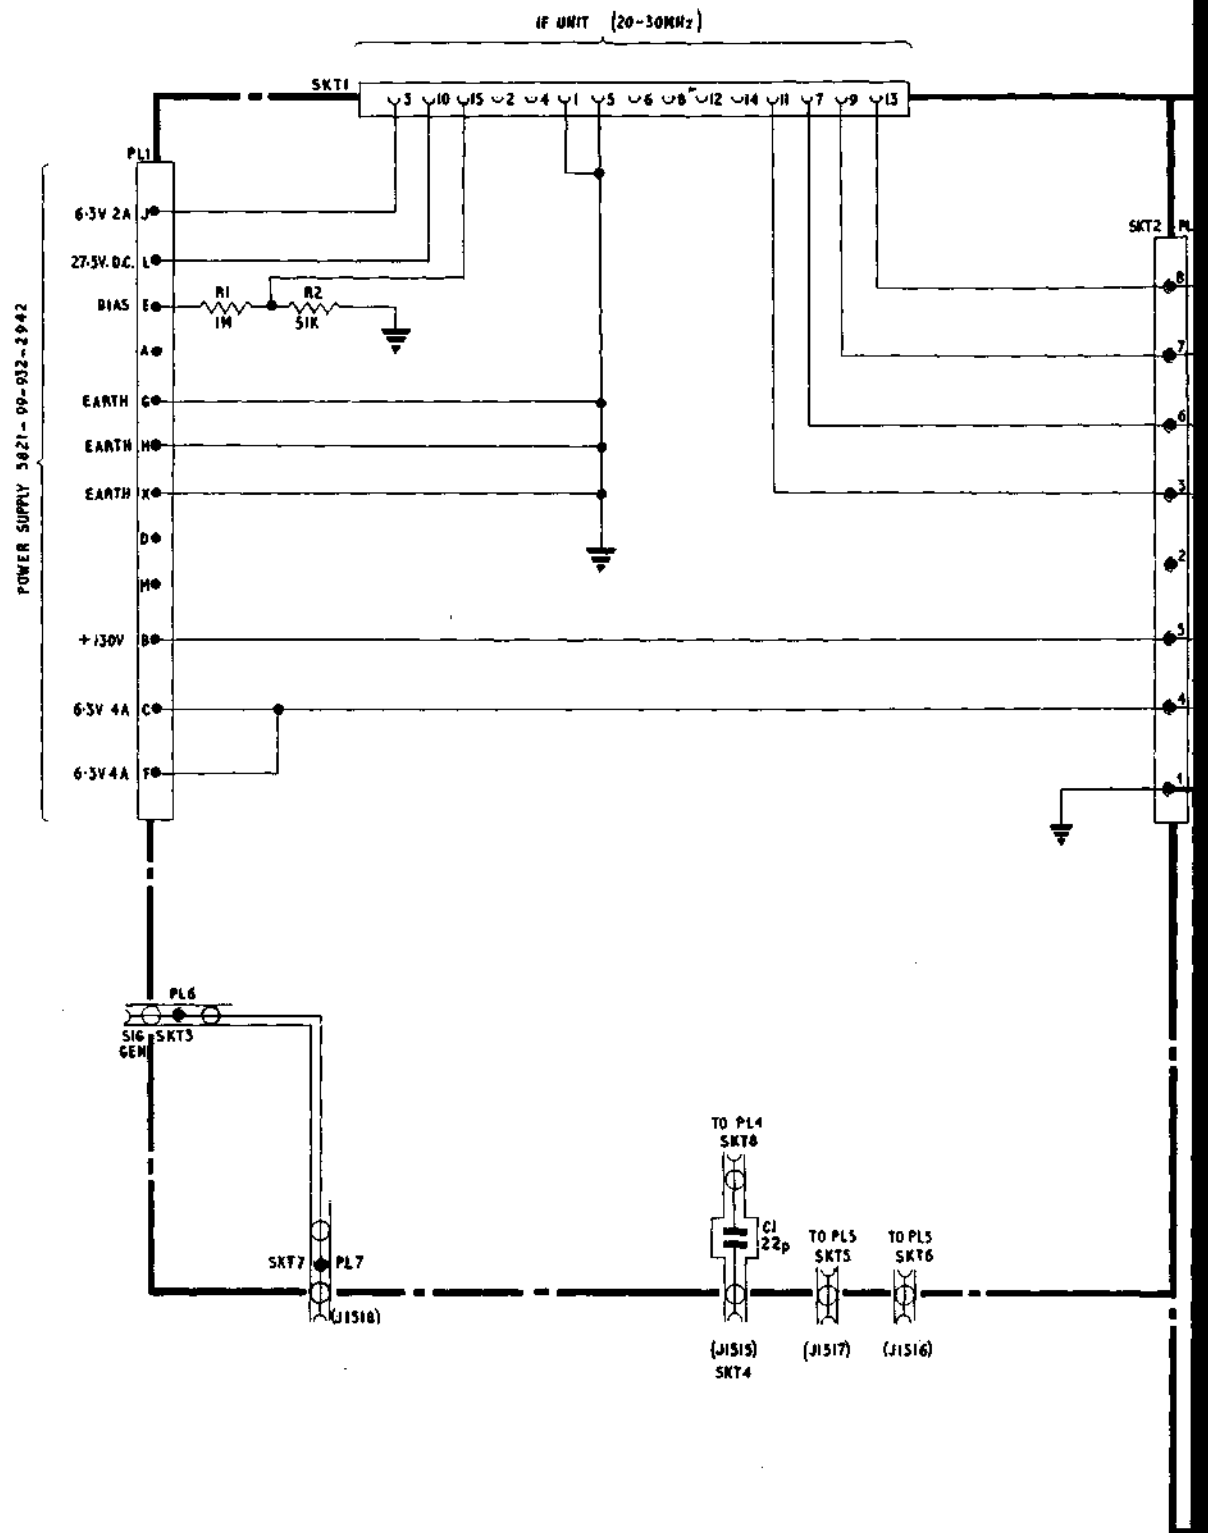 IF UNIT (20-30MHz)
SKT1
3 10 15 2 4 1 5 6 8 12 14 11 7 9 13
PL1
6·3V 2A J
27·5V. D.C. L
BIAS E
R1
1M
R2
51K
A
EARTH G
EARTH H
EARTH X
D
M
+130V B
6·3V 4A C
6·3V 4A F
POWER SUPPLY 5821-99-932-2942
SKT2 PL
8
7
6
3
2
5
4
1
PL6
SIG SKT3
GEN
SKT7 PL7
(J1518)
TO PL4
SKT8
C1
22p
TO PL5
SKT5
TO PL3
SKT6
(J1515)
SKT4
(J1517)
(J1516)